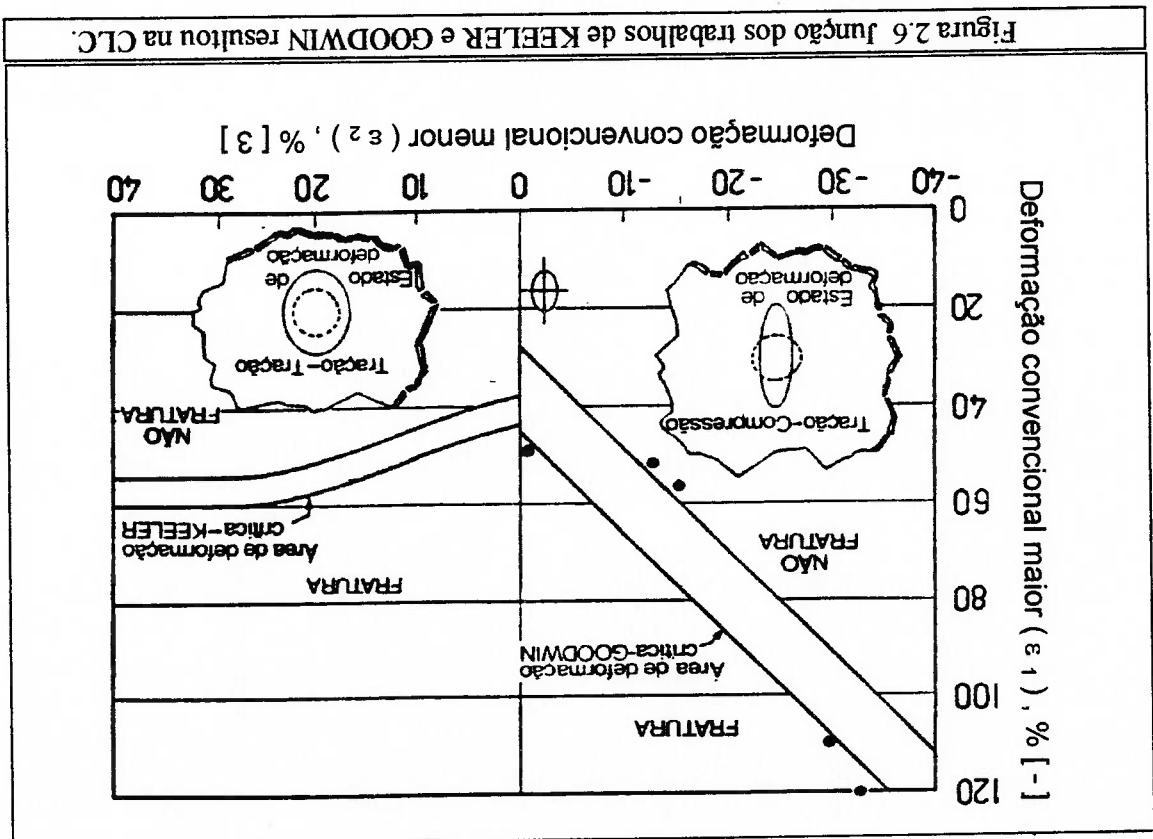 Deformação convencional maior ( ε 1 ) , % [ - ]
120
100
80
60
40
20
0
FRATURA
Área de deformação
crítica-GOODWIN
NÃO
FRATURA
Tração-Compressão
Estado de
deformação
FRATURA
Área de deformação
crítica-KEELER
NÃO
FRATURA
Tração-Tração
Estado de
deformação
-40 -30 -20 -10 0 10 20 30 40
Deformação convencional menor ( ε 2 ) , % [ 3 ]
Figura 2.6 Junção dos trabalhos de KEELER e GOODWIN resultou na CLC.